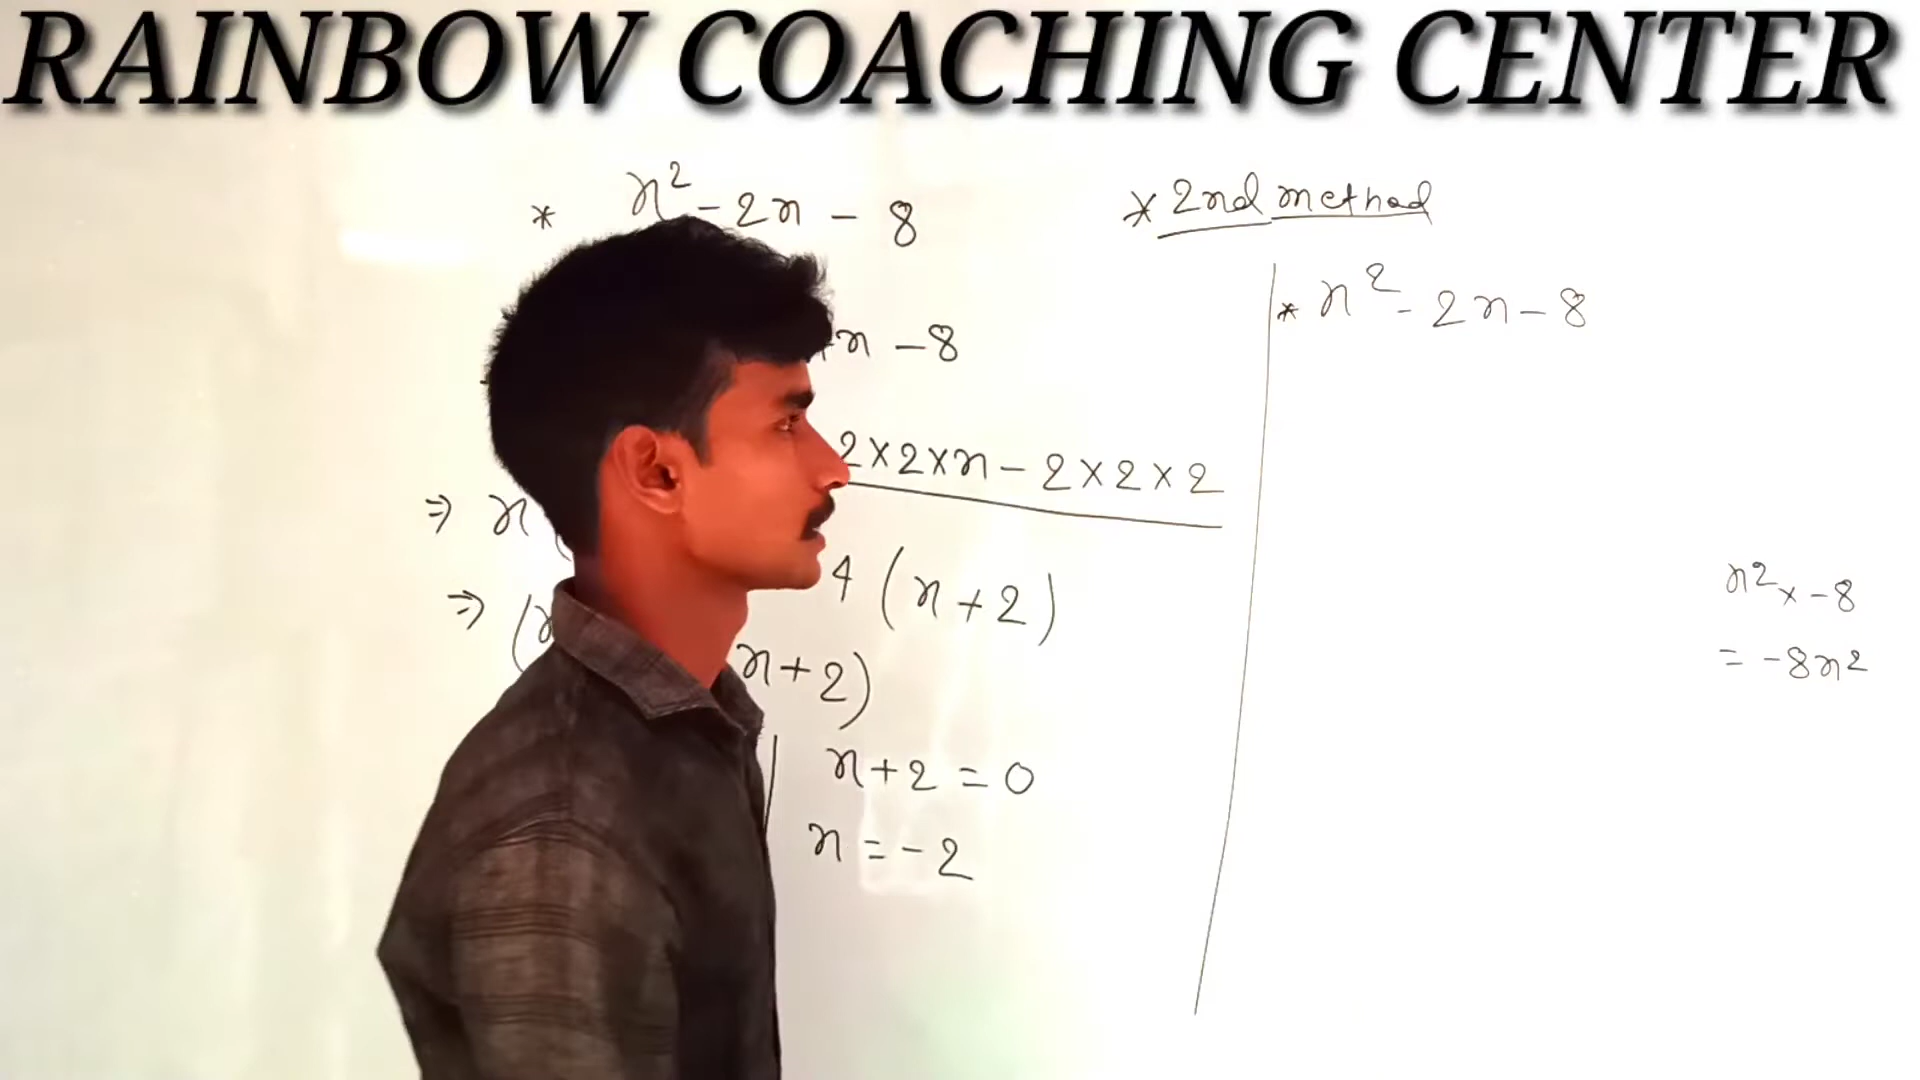 RAINBOW COACHING CENTER
* x² - 2x - 8
x - 8
2×2×x - 2×2×2
⇒ x (
4 (x+2)
⇒ (x
x+2)
x+2 = 0
x = -2
* 2nd method
* x² - 2x - 8
x² × -8
= -8x²